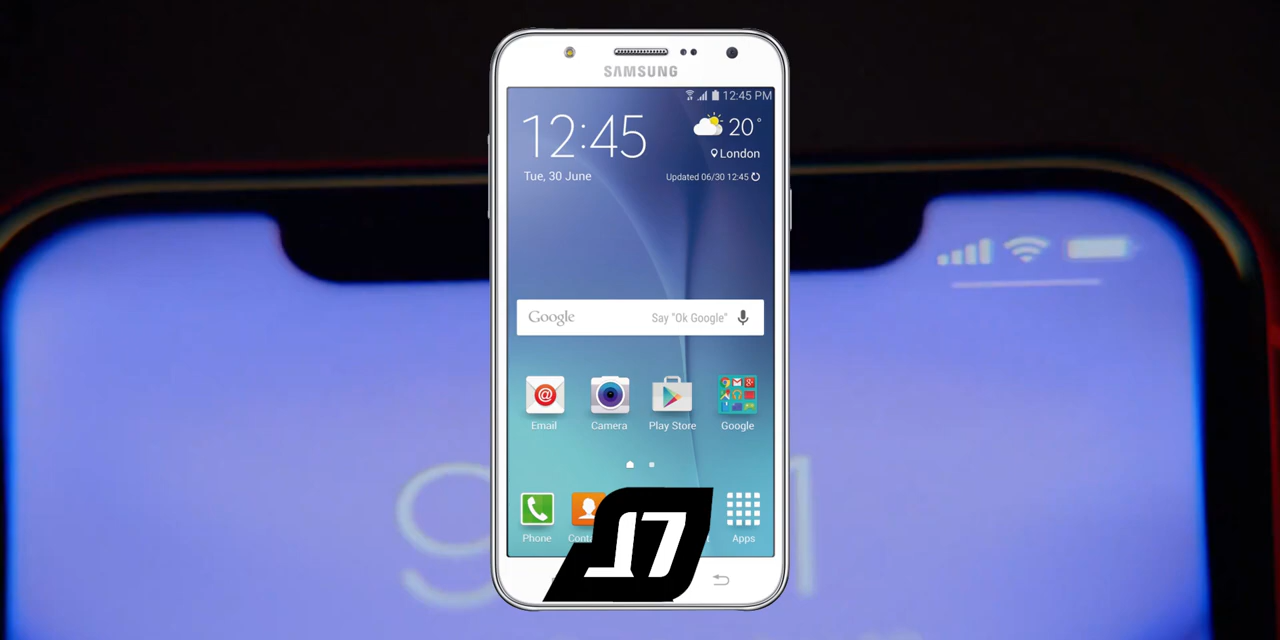 SAMSUNG
12:45 PM
12:45
20°
London
Tue, 30 June
Updated 06/30 12:45
Google
Say "Ok Google"
Email
Camera
Play Store
Google
Phone
Apps
J7